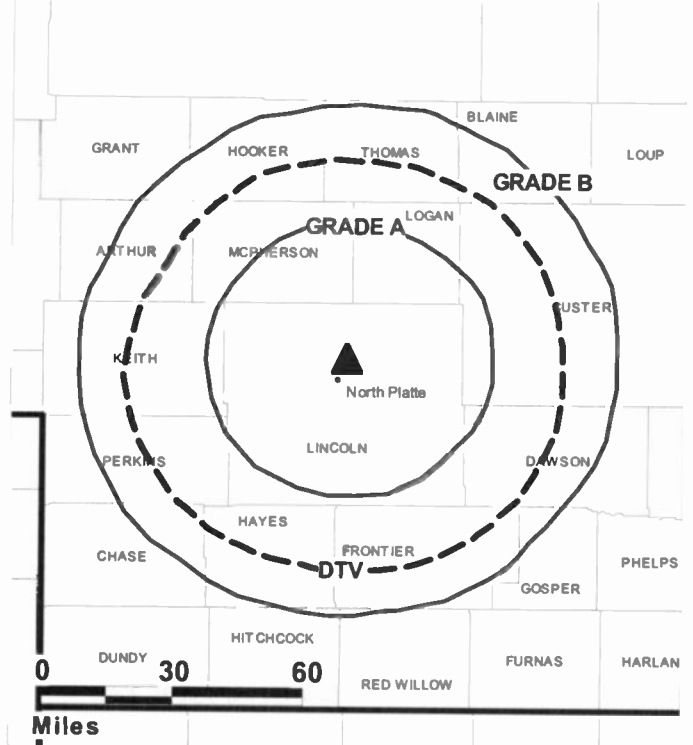 BLAINE
GRANT
HOOKER
THOMAS
LOUP
GRADE B
LOGAN
GRADE A
ARTHUR
MCPHERSON
CUSTER
KEITH
North Platte
LINCOLN
PERKINS
DAWSON
HAYES
FRONTIER
CHASE
DTV
PHELPS
GOSPER
HITCHCOCK
DUNDY
FURNAS
HARLAN
0 30 60
RED WILLOW
Miles